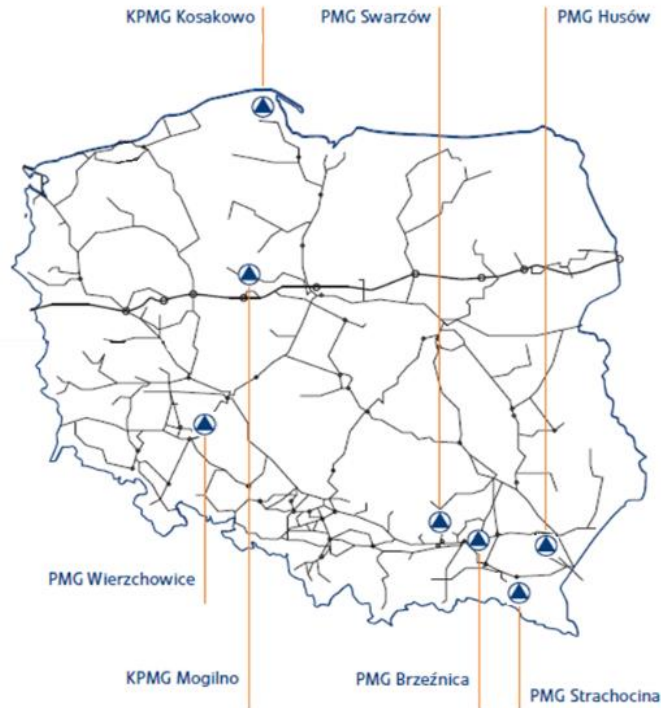 KPMG Kosakowo
PMG Swarzów
PMG Husów
PMG Wierzchowice
KPMG Mogilno
PMG Brzeźnica
PMG Strachocina